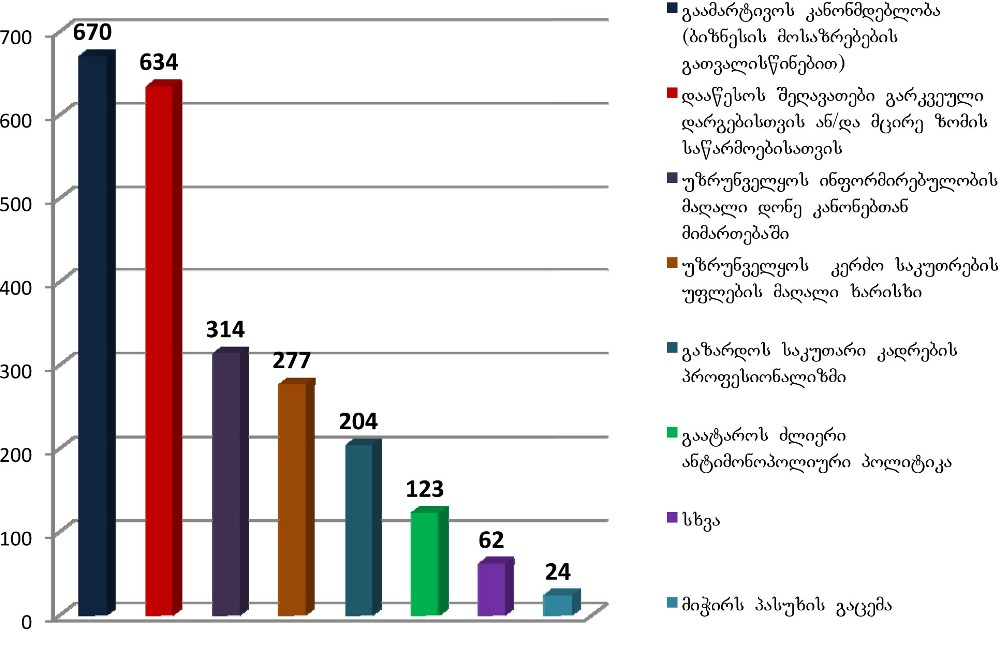 700
600
500
400
300
200
100
0
670
634
314
277
204
123
62
24
გაამარტივოს კანონმდებლობა
(ბიზნესის მოსაზრებების
გათვალისწინებით)
დააწესოს შეღავათები გარკვეული
დარგებისთვის ან/და მცირე ზომის
საწარმოებისათვის
უზრუნველყოს ინფორმირებულობის
მაღალი დონე კანონებთან
მიმართებაში
უზრუნველყოს კერძო საკუთრების
უფლების მაღალი ხარისხი
გაზარდოს საკუთარი კადრების
პროფესიონალიზმი
გაატაროს ძლიერი
ანტიმონოპოლიური პოლიტიკა
სხვა
მიჭირს პასუხის გაცემა